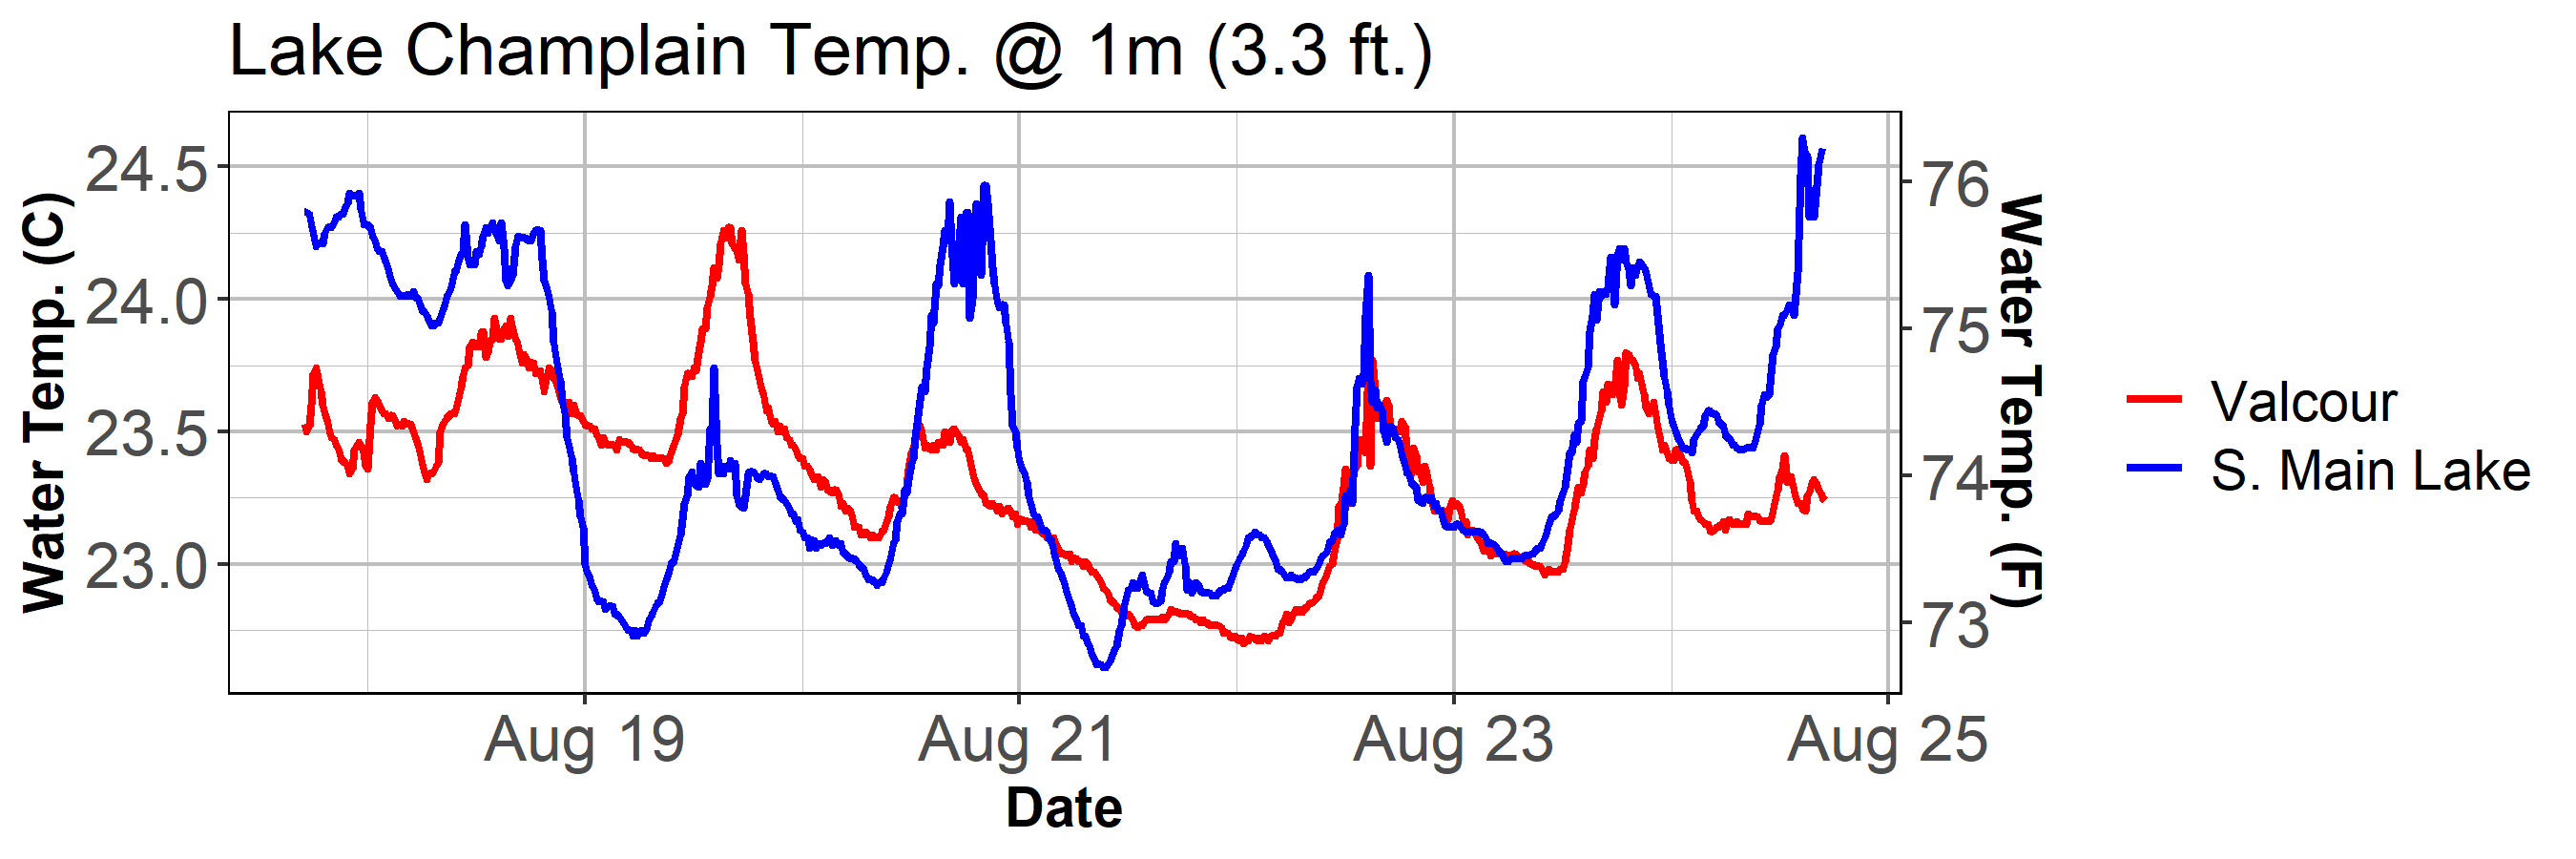 Lake Champlain Temp. @ 1m (3.3 ft.)
Water Temp. (C)
24.5
24.0
23.5
23.0
76
75
74
73
Water Temp. (F)
Valcour
S. Main Lake
Aug 19
Aug 21
Aug 23
Aug 25
Date